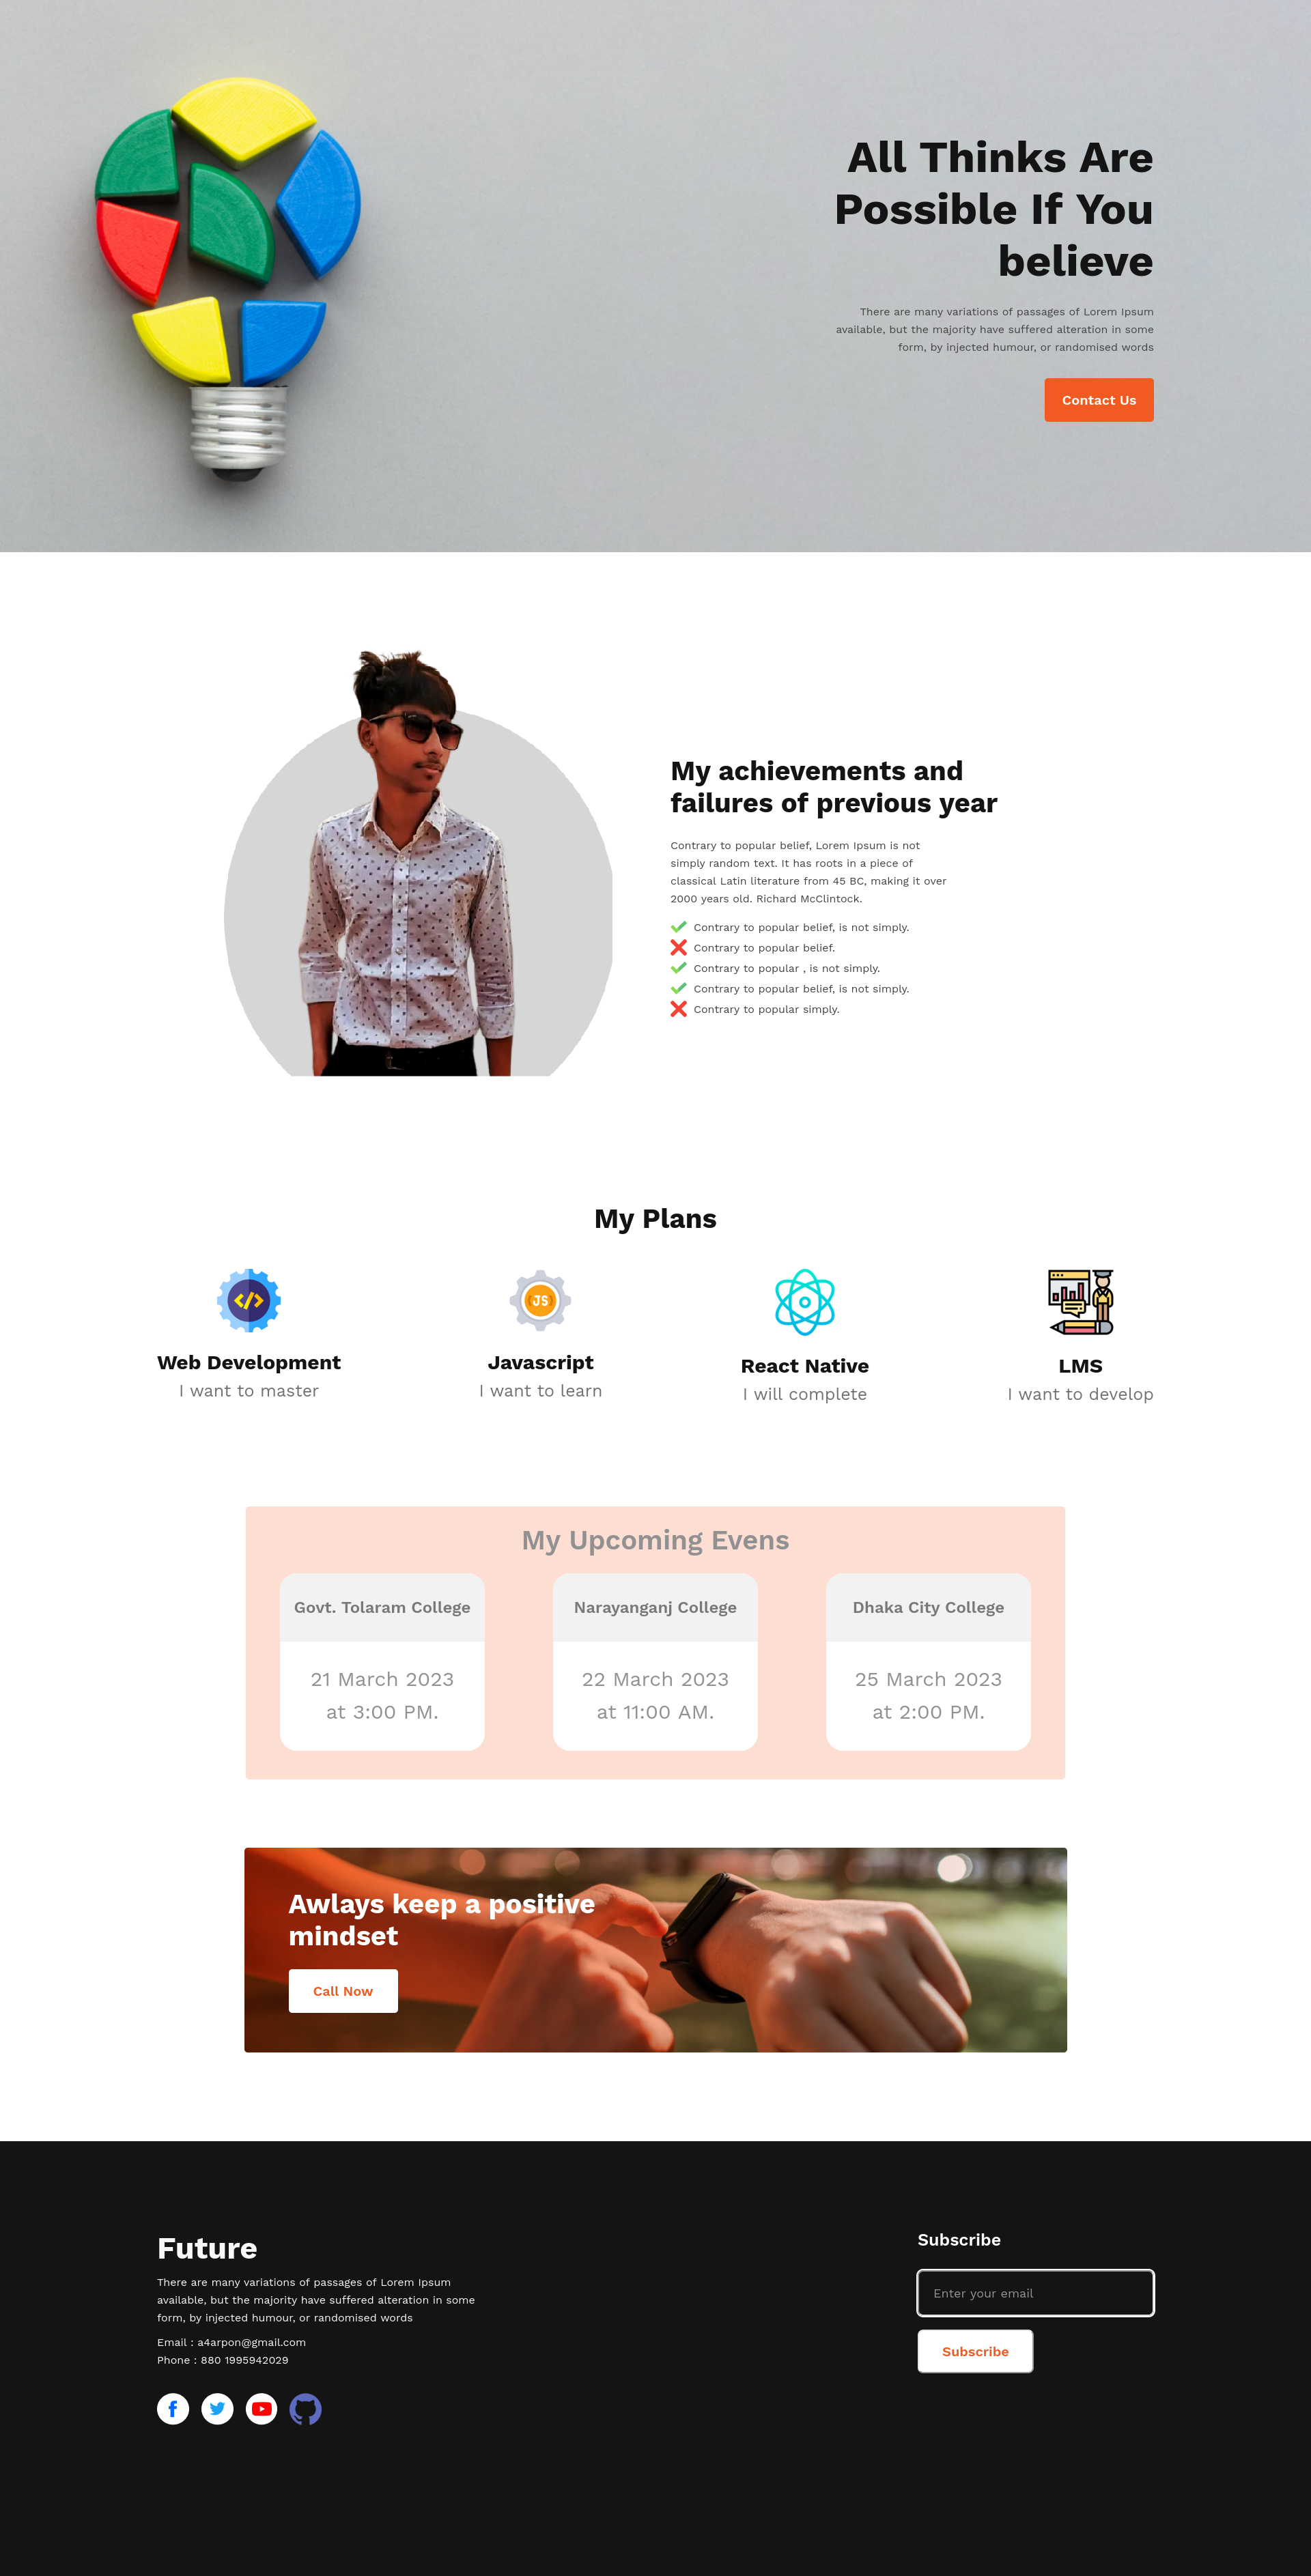 All Thinks Are
Possible If You
believe
There are many variations of passages of Lorem Ipsum
available, but the majority have suffered alteration in some
form, by injected humour, or randomised words
Contact Us
My achievements and
failures of previous year
Contrary to popular belief, Lorem Ipsum is not
simply random text. It has roots in a piece of
classical Latin literature from 45 BC, making it over
2000 years old. Richard McClintock.
Contrary to popular belief, is not simply.
Contrary to popular belief.
Contrary to popular , is not simply.
Contrary to popular belief, is not simply.
Contrary to popular simply.
My Plans
JS
Web Development
I want to master
Javascript
I want to learn
React Native
I will complete
LMS
I want to develop
My Upcoming Evens
Govt. Tolaram College
21 March 2023
at 3:00 PM.
Narayanganj College
22 March 2023
at 11:00 AM.
Dhaka City College
25 March 2023
at 2:00 PM.
Awlays keep a positive
mindset
Call Now
Future
There are many variations of passages of Lorem Ipsum
available, but the majority have suffered alteration in some
form, by injected humour, or randomised words
Email : a4arpon@gmail.com
Phone : 880 1995942029
Subscribe
Enter your email
Subscribe